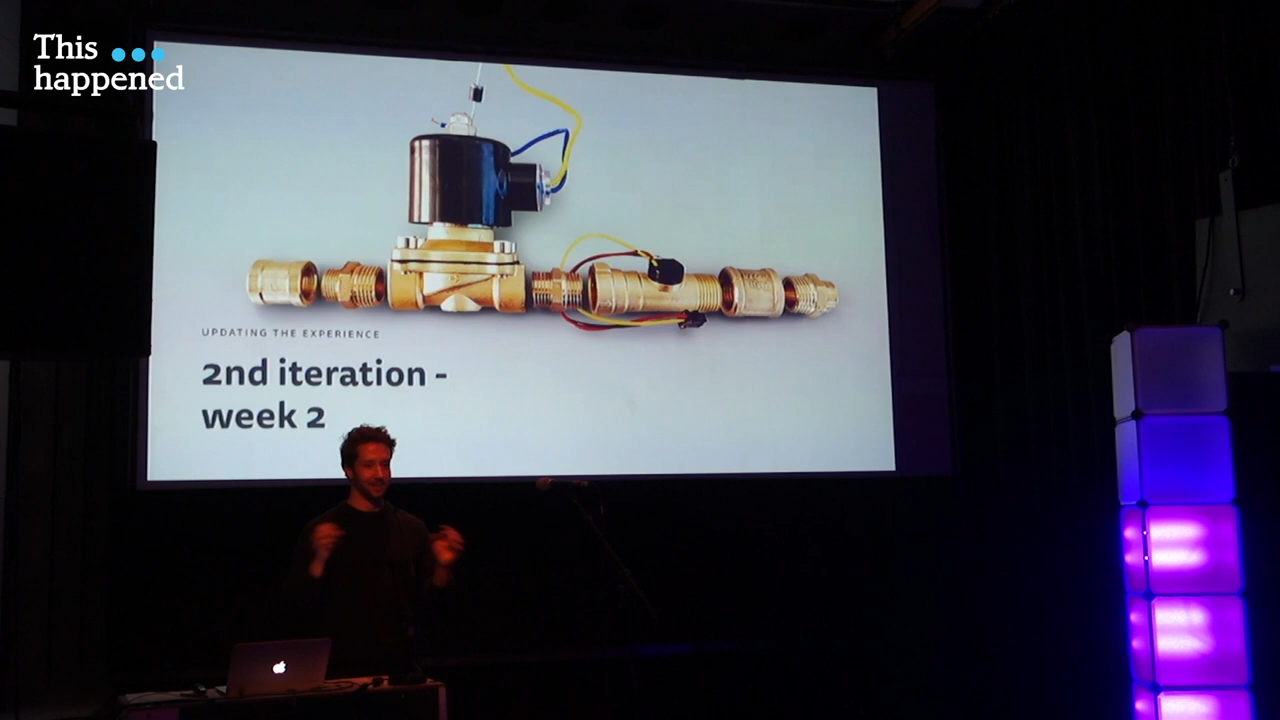 This
happened
UPDATING THE EXPERIENCE
2nd iteration -
week 2